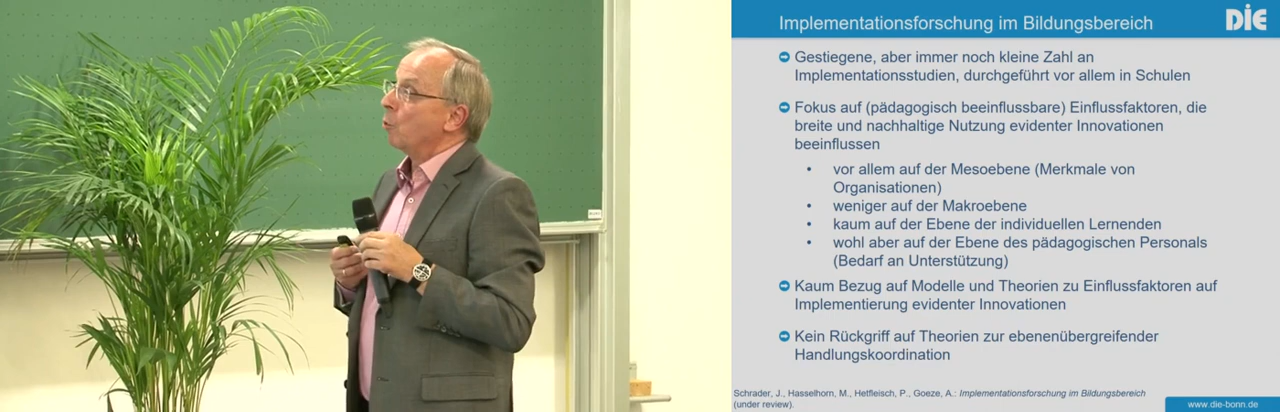 Implementationsforschung im Bildungsbereich
DIE
Gestiegene, aber immer noch kleine Zahl an
Implementationsstudien, durchgeführt vor allem in Schulen
Fokus auf (pädagogisch beeinflussbare) Einflussfaktoren, die
breite und nachhaltige Nutzung evidenter Innovationen
beeinflussen
• vor allem auf der Mesoebene (Merkmale von
Organisationen)
• weniger auf der Makroebene
• kaum auf der Ebene der individuellen Lernenden
• wohl aber auf der Ebene des pädagogischen Personals
(Bedarf an Unterstützung)
Kaum Bezug auf Modelle und Theorien zu Einflussfaktoren auf
Implementierung evidenter Innovationen
Kein Rückgriff auf Theorien zur ebenenübergreifender
Handlungskoordination
Schrader, J., Hasselhorn, M., Hetfleisch, P., Goeze, A.: Implementationsforschung im Bildungsbereich
(under review).
www.die-bonn.de